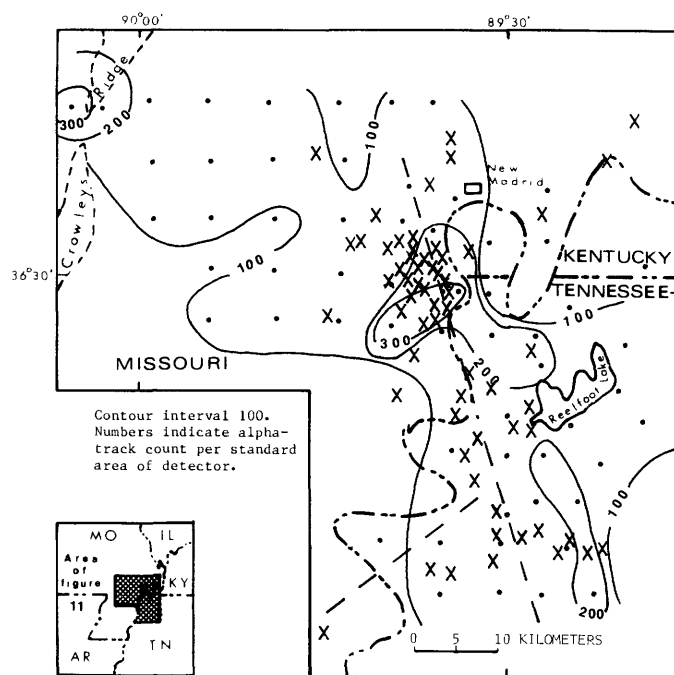 90°00'
89°30'
Ridge
300
200
100
100
New
Madrid
Crowleys
KENTUCKY
36°30'
100
TENNESSEE
300
100
MISSOURI
200
Reelfoot Lake
Contour interval 100.
Numbers indicate alpha-
track count per standard
area of detector.
100
MO
IL
Area
of
figure
11
KY
AR
TN
200
0 5 10 KILOMETERS